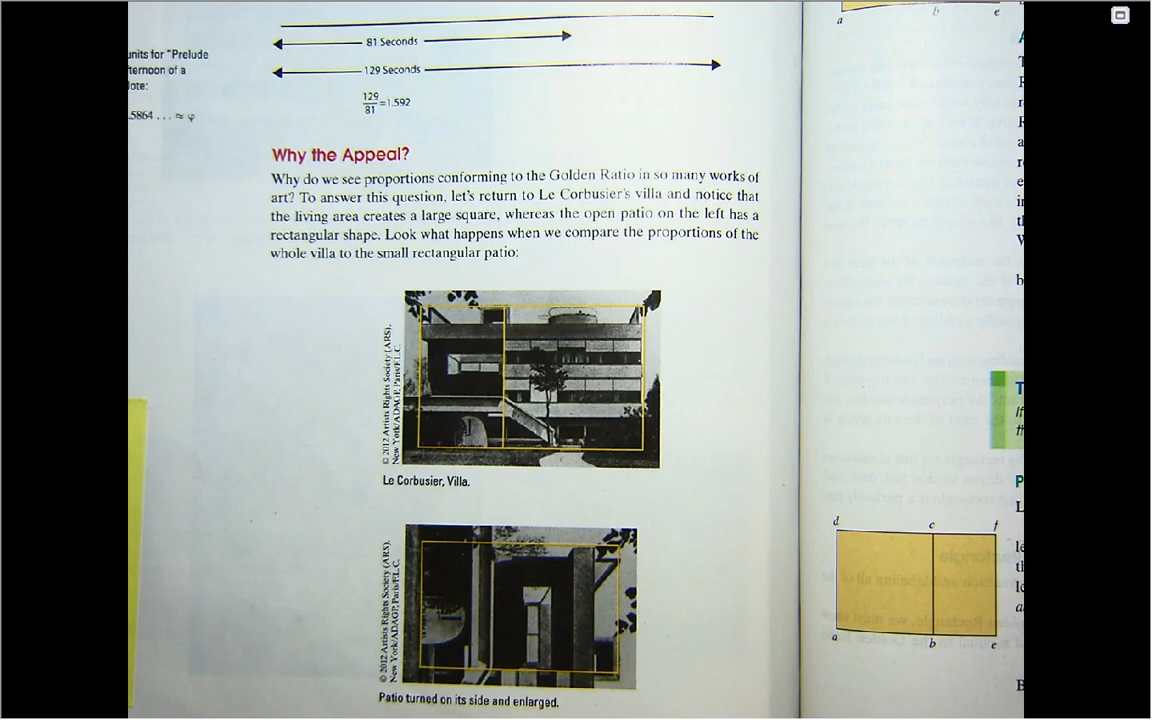 units for "Prelude
fternoon of a
lote:
.5864 . . . ≈ φ
81 Seconds
129 Seconds
129
81
=1.592
Why the Appeal?
Why do we see proportions conforming to the Golden Ratio in so many works of
art? To answer this question, let's return to Le Corbusier's villa and notice that
the living area creates a large square, whereas the open patio on the left has a
rectangular shape. Look what happens when we compare the proportions of the
whole villa to the small rectangular patio:
© 2012 Artists Rights Society (ARS),
New York/ADAGP, Paris/F.L.C.
Le Corbusier, Villa.
© 2012 Artists Rights Society (ARS),
New York/ADAGP, Paris/F.L.C.
Patio turned on its side and enlarged.
a b e
d c f
a b e